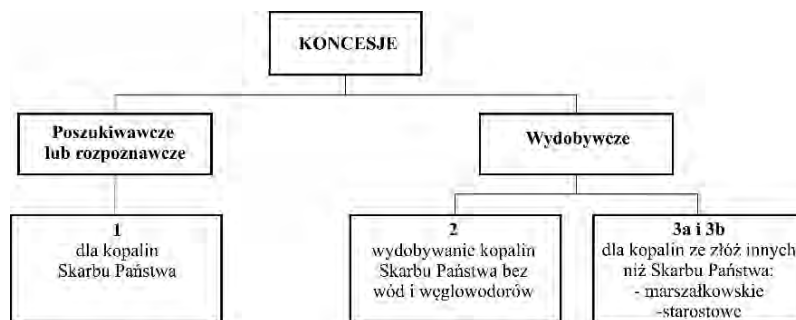 KONCESJE
Poszukiwawcze
lub rozpoznawcze
Wydobywcze
1
dla kopalin
Skarbu Państwa
2
wydobywanie kopalin
Skarbu Państwa bez
wód i węglowodorów
3a i 3b
dla kopalin ze złóż innych
niż Skarbu Państwa:
- marszałkowskie
-starostowe